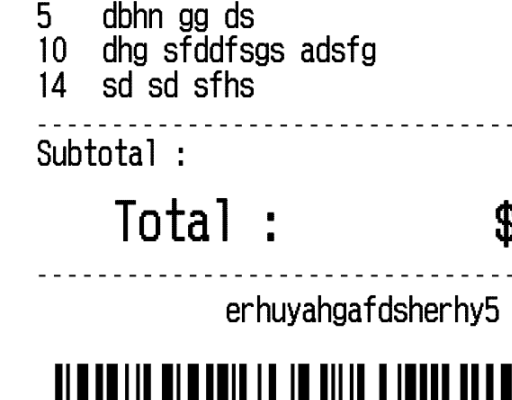 5 dbhn gg ds
10 dhg sfddfsgs adsfg
14 sd sd sfhs
Subtotal :
Total : $
erhuyahgafdsherhy5